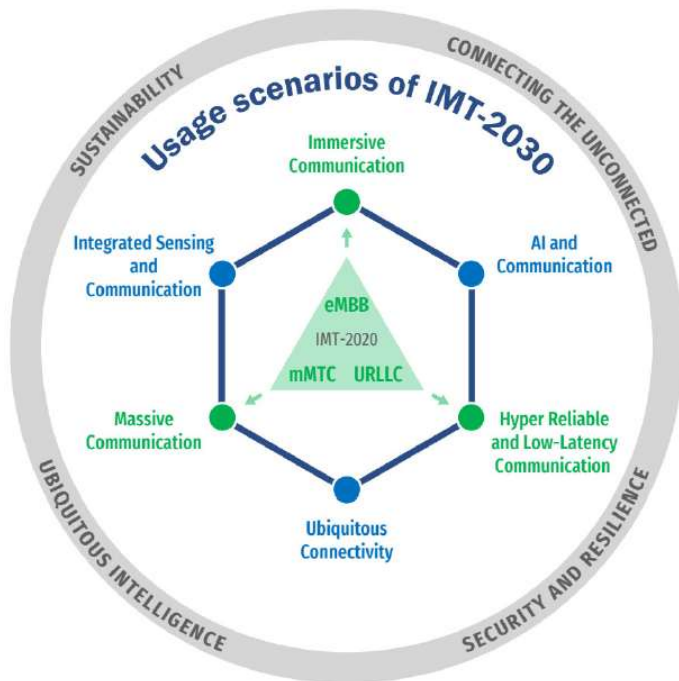 SUSTAINABILITY
CONNECTING THE UNCONNECTED
Usage scenarios of IMT-2030
Immersive
Communication
Integrated Sensing
and
Communication
AI and
Communication
eMBB
IMT-2020
mMTC URLLC
Massive
Communication
Hyper Reliable
and Low-Latency
Communication
Ubiquitous
Connectivity
UBIQUITOUS INTELLIGENCE
SECURITY AND RESILIENCE